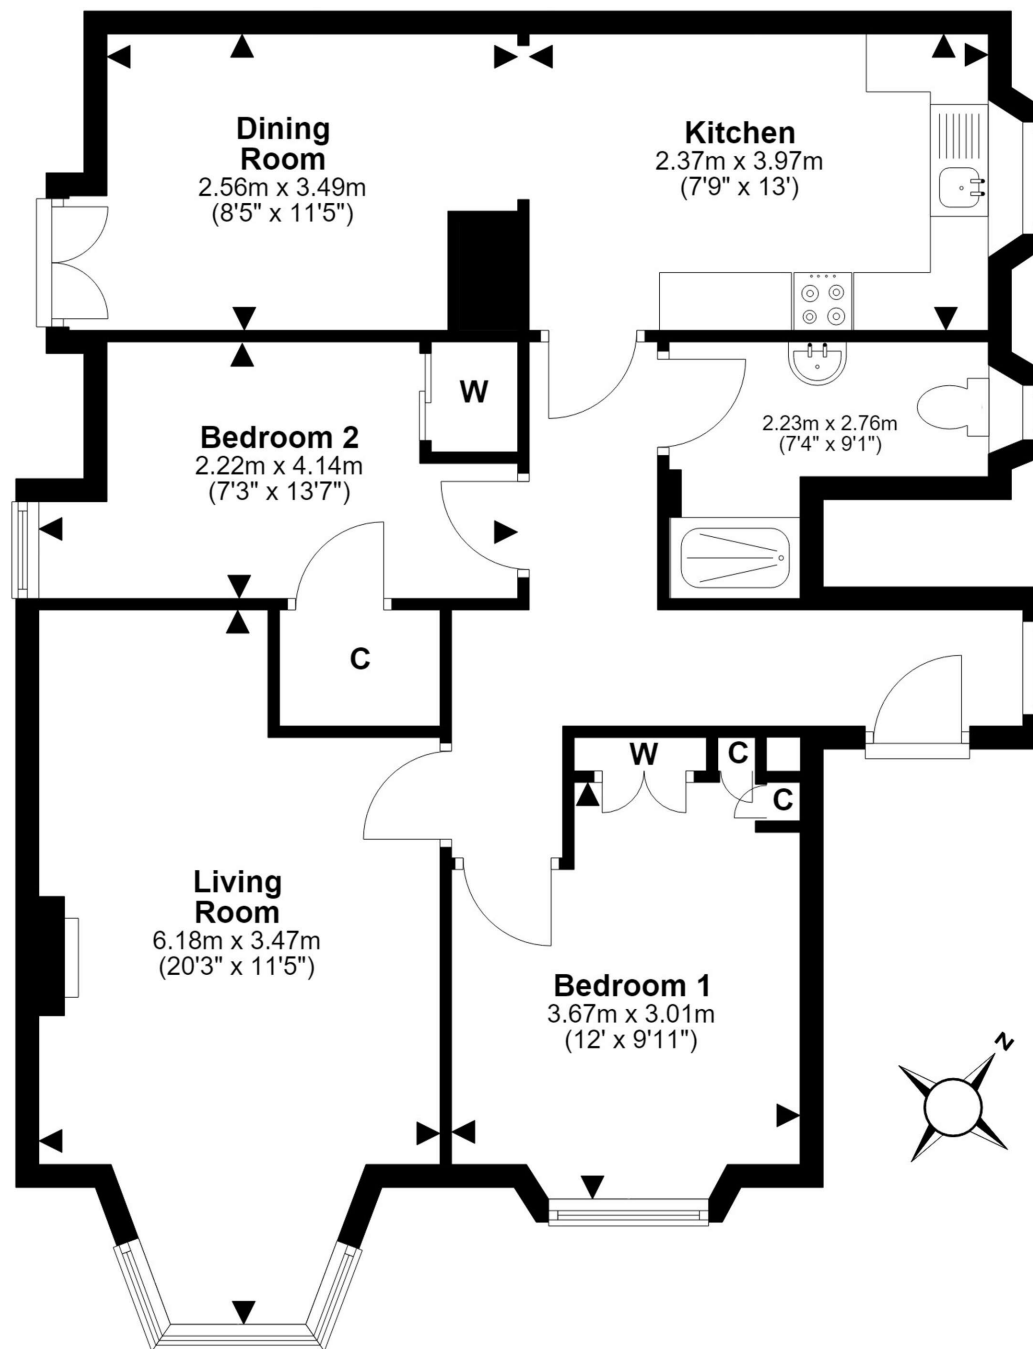 Dining
Room
2.56m x 3.49m
(8'5" x 11'5")
Kitchen
2.37m x 3.97m
(7'9" x 13')
W
Bedroom 2
2.22m x 4.14m
(7'3" x 13'7")
2.23m x 2.76m
(7'4" x 9'1")
C
W
C
C
Living
Room
6.18m x 3.47m
(20'3" x 11'5")
Bedroom 1
3.67m x 3.01m
(12' x 9'11")
N